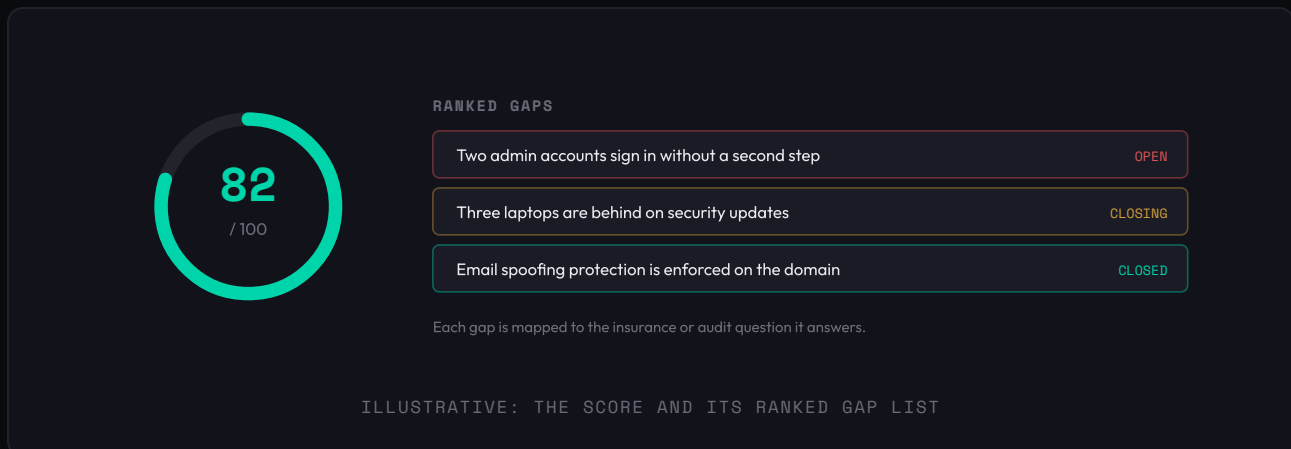 82
/ 100
RANKED GAPS
Two admin accounts sign in without a second step OPEN
Three laptops are behind on security updates CLOSING
Email spoofing protection is enforced on the domain CLOSED
Each gap is mapped to the insurance or audit question it answers.
ILLUSTRATIVE: THE SCORE AND ITS RANKED GAP LIST